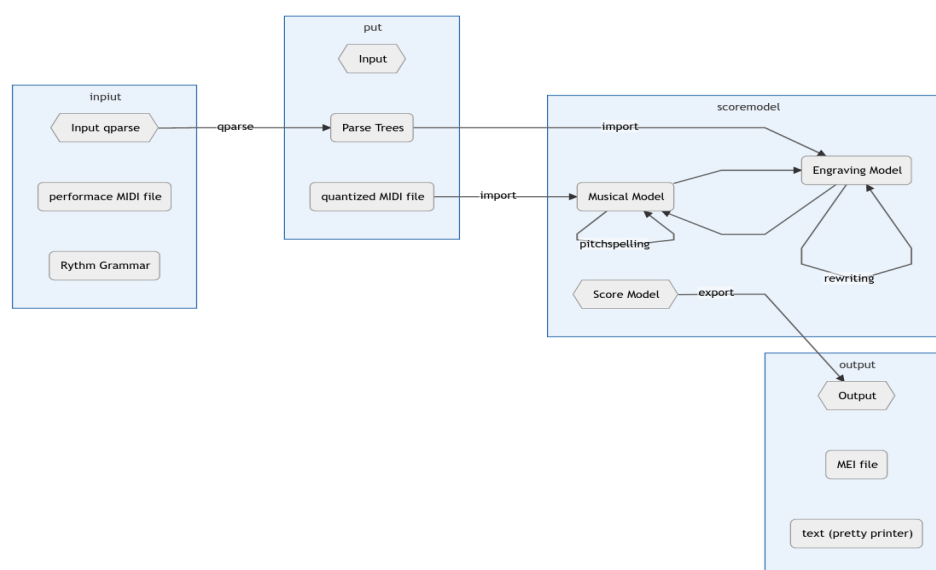 inpiut
Input qparse
performace MIDI file
Rythm Grammar
qparse
put
Input
Parse Trees
quantized MIDI file
import
import
scoremodel
Engraving Model
Musical Model
pitchspelling
rewriting
Score Model
export
output
Output
MEI file
text (pretty printer)